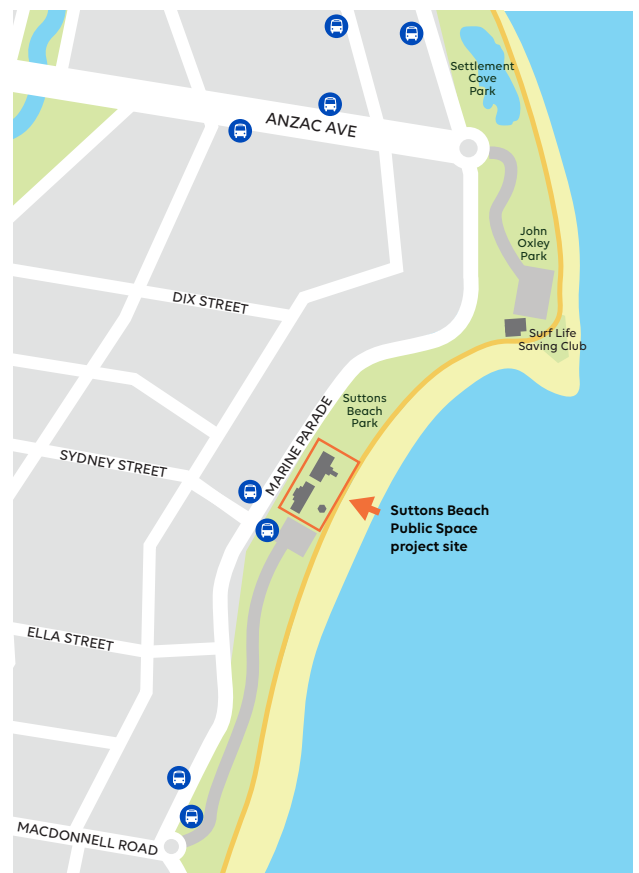 Settlement
Cove
Park
ANZAC AVE
John
Oxley
Park
DIX STREET
Surf Life
Saving Club
Suttons
Beach
Park
MARINE PARADE
SYDNEY STREET
Suttons Beach
Public Space
project site
ELLA STREET
MACDONNELL ROAD